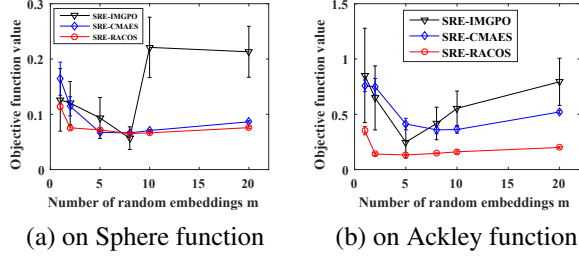 0.3
0.2
0.1
0
0
5
10
15
20
Objective function value
Number of random embeddings m
SRE-IMGPO
SRE-CMAES
SRE-RACOS
(a) on Sphere function
1.5
1
0.5
0
0
5
10
15
20
Objective function value
Number of random embeddings m
SRE-IMGPO
SRE-CMAES
SRE-RACOS
(b) on Ackley function